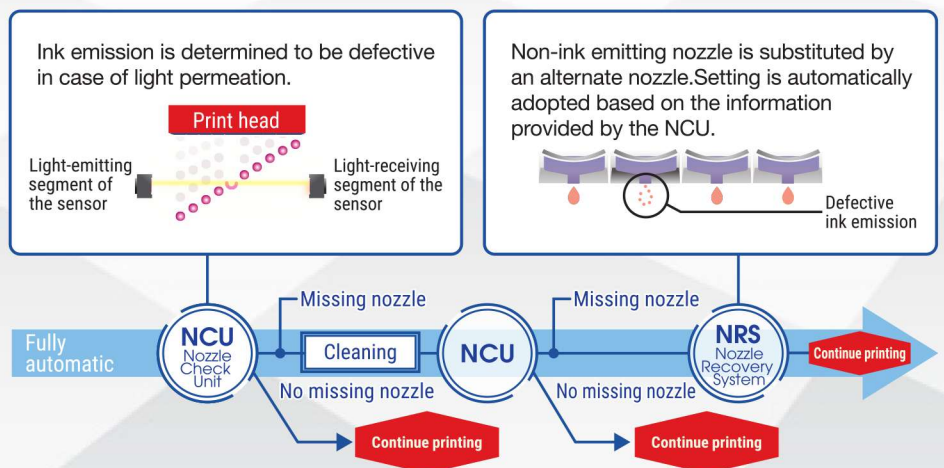 Ink emission is determined to be defective
in case of light permeation.
Print head
Light-emitting
segment of
the sensor
Light-receiving
segment of the
sensor
Non-ink emitting nozzle is substituted by
an alternate nozzle.Setting is automatically
adopted based on the information
provided by the NCU.
Defective
ink emission
Fully
automatic
NCU
Nozzle
Check
Unit
Missing nozzle
Cleaning
No missing nozzle
Continue printing
NCU
Missing nozzle
No missing nozzle
Continue printing
NRS
Nozzle
Recovery
System
Continue printing